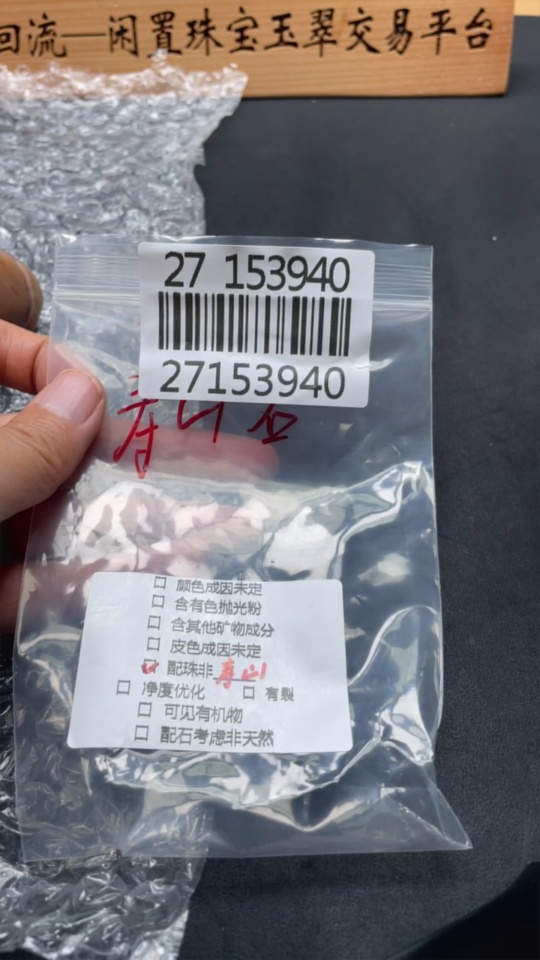 回流—闲置珠宝玉翠交易平台
27 153940
27153940
寿山石
□ 颜色成因未定
□ 含有色抛光粉
□ 含其他矿物成分
□ 皮色成因未定
☑ 配珠非寿山
□ 净度优化 □ 有裂
□ 可见有机物
□ 配石考虑非天然